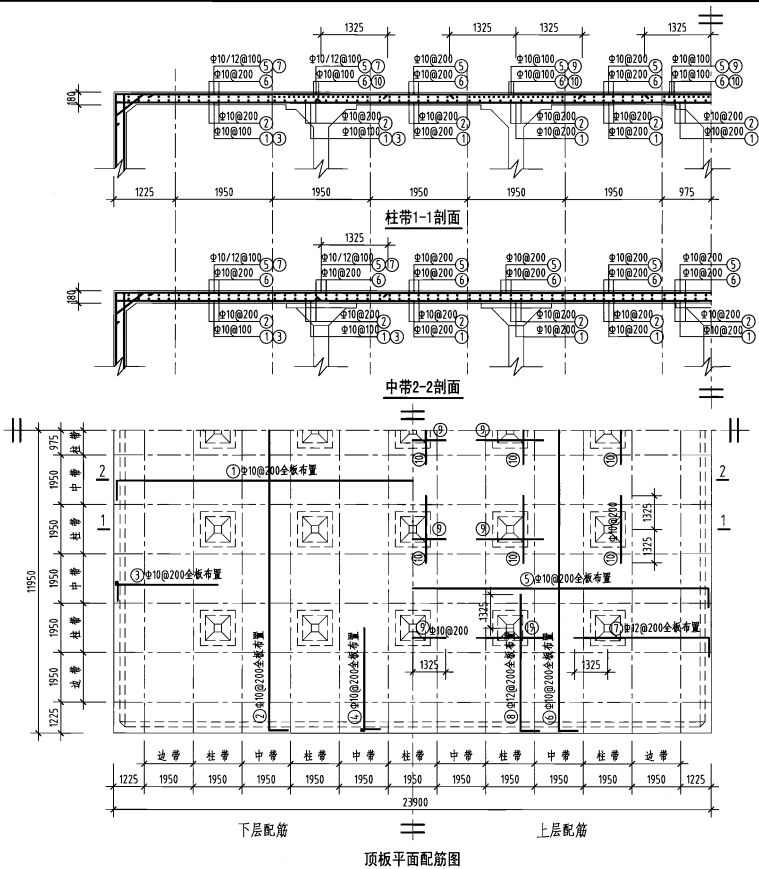 1325 1950 1325 1325
Φ10/12@100 ⑤⑦ Φ10/12@100 ⑤⑦ Φ10@200 ⑤ Φ10@100 ⑤⑨ Φ10@200 ⑤ Φ10@100 ⑤⑨
Φ10@200 ⑥ Φ10@100 ⑥⑩ Φ10@200 ⑥ Φ10@100 ⑥⑩ Φ10@200 ⑥ Φ10@100 ⑥⑩
180
Φ10@200 ② Φ10@200 ② Φ10@200 ② Φ10@200 ② Φ10@200 ② Φ10@200 ②
Φ10@100 ①③ Φ10@100 ①③ Φ10@200 ① Φ10@200 ① Φ10@200 ① Φ10@200 ①
1225 1950 1950 1950 1950 1950 975
柱带1-1剖面
1325
Φ10/12@100 ⑤⑦ Φ10/12@100 ⑤⑦ Φ10@200 ⑤ Φ10@200 ⑤ Φ10@200 ⑤ Φ10@200 ⑤
Φ10@200 ⑥ Φ10@200 ⑥ Φ10@200 ⑥ Φ10@200 ⑥ Φ10@200 ⑥ Φ10@200 ⑥
180
Φ10@200 ② Φ10@200 ② Φ10@200 ② Φ10@200 ② Φ10@200 ② Φ10@200 ②
Φ10@100 ①③ Φ10@100 ①③ Φ10@200 ① Φ10@200 ① Φ10@200 ① Φ10@200 ①
中带2-2剖面
⑨ ⑨
975 柱带
⑩ ⑩ ⑩
2 ①Φ10@200全板布置 2
1950 中带
1 1
⑨ ⑨ Φ10@200 1325
1950 柱带
⑩ ⑩ ⑩ 1325
11950
③Φ10@200全板布置 ⑤Φ10@200全板布置
1950 中带
1325
⑨Φ10@200 ⑨ ⑦Φ12@200全板布置
1950 柱带
1325 1325
1950 边带
②Φ10@200全板布置
④Φ10@200全板布置
⑧Φ12@200全板布置
⑥Φ10@200全板布置
1225
边带 柱带 中带 柱带 中带 柱带 中带 柱带 中带 柱带 边带
1225 1950 1950 1950 1950 1950 1950 1950 1950 1950 1950 1950 1225
23900
下层配筋 上层配筋
顶板平面配筋图